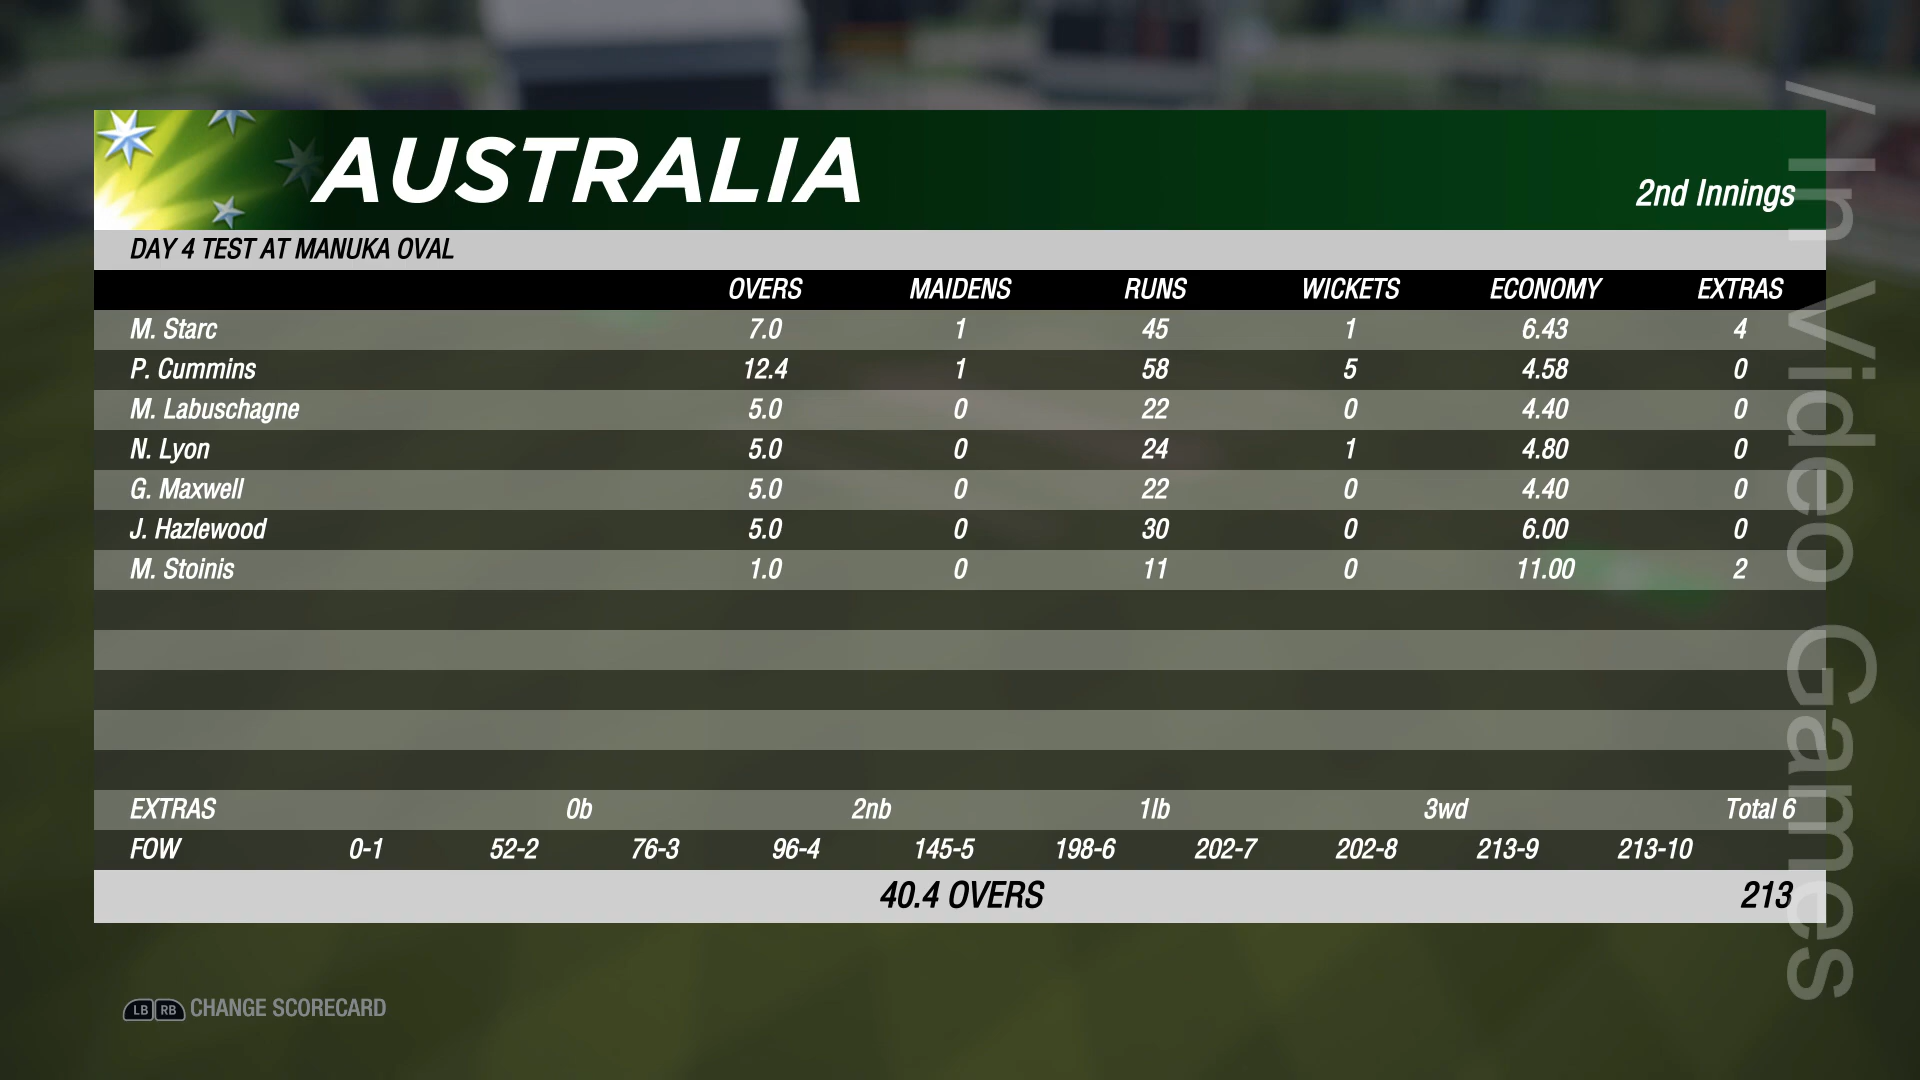 AUSTRALIA
2nd Innings
DAY 4 TEST AT MANUKA OVAL
OVERS MAIDENS RUNS WICKETS ECONOMY EXTRAS
M. Starc 7.0 1 45 1 6.43 4
P. Cummins 12.4 1 58 5 4.58 0
M. Labuschagne 5.0 0 22 0 4.40 0
N. Lyon 5.0 0 24 1 4.80 0
G. Maxwell 5.0 0 22 0 4.40 0
J. Hazlewood 5.0 0 30 0 6.00 0
M. Stoinis 1.0 0 11 0 11.00 2
EXTRAS 0b 2nb 1lb 3wd Total 6
FOW 0-1 52-2 76-3 96-4 145-5 198-6 202-7 202-8 213-9 213-10
40.4 OVERS 213
LB RB CHANGE SCORECARD
/ In Video Games